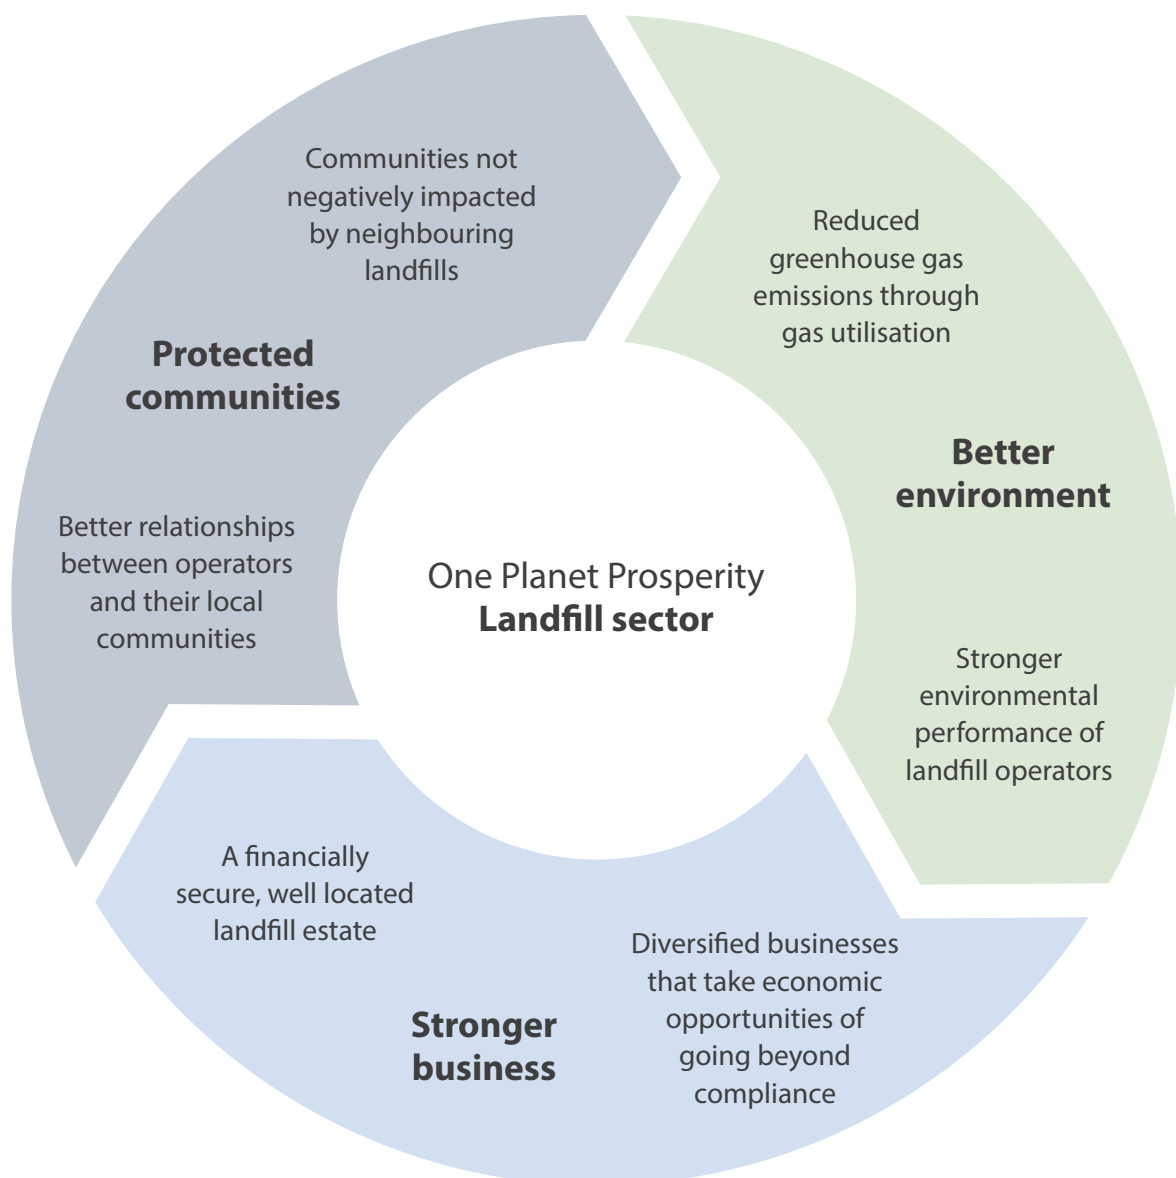 Communities not
negatively impacted
by neighbouring
landfills
Protected
communities
Better relationships
between operators
and their local
communities
Reduced
greenhouse gas
emissions through
gas utilisation
Better
environment
Stronger
environmental
performance of
landfill operators
One Planet Prosperity
Landfill sector
A financially
secure, well located
landfill estate
Stronger
business
Diversified businesses
that take economic
opportunities of
going beyond
compliance